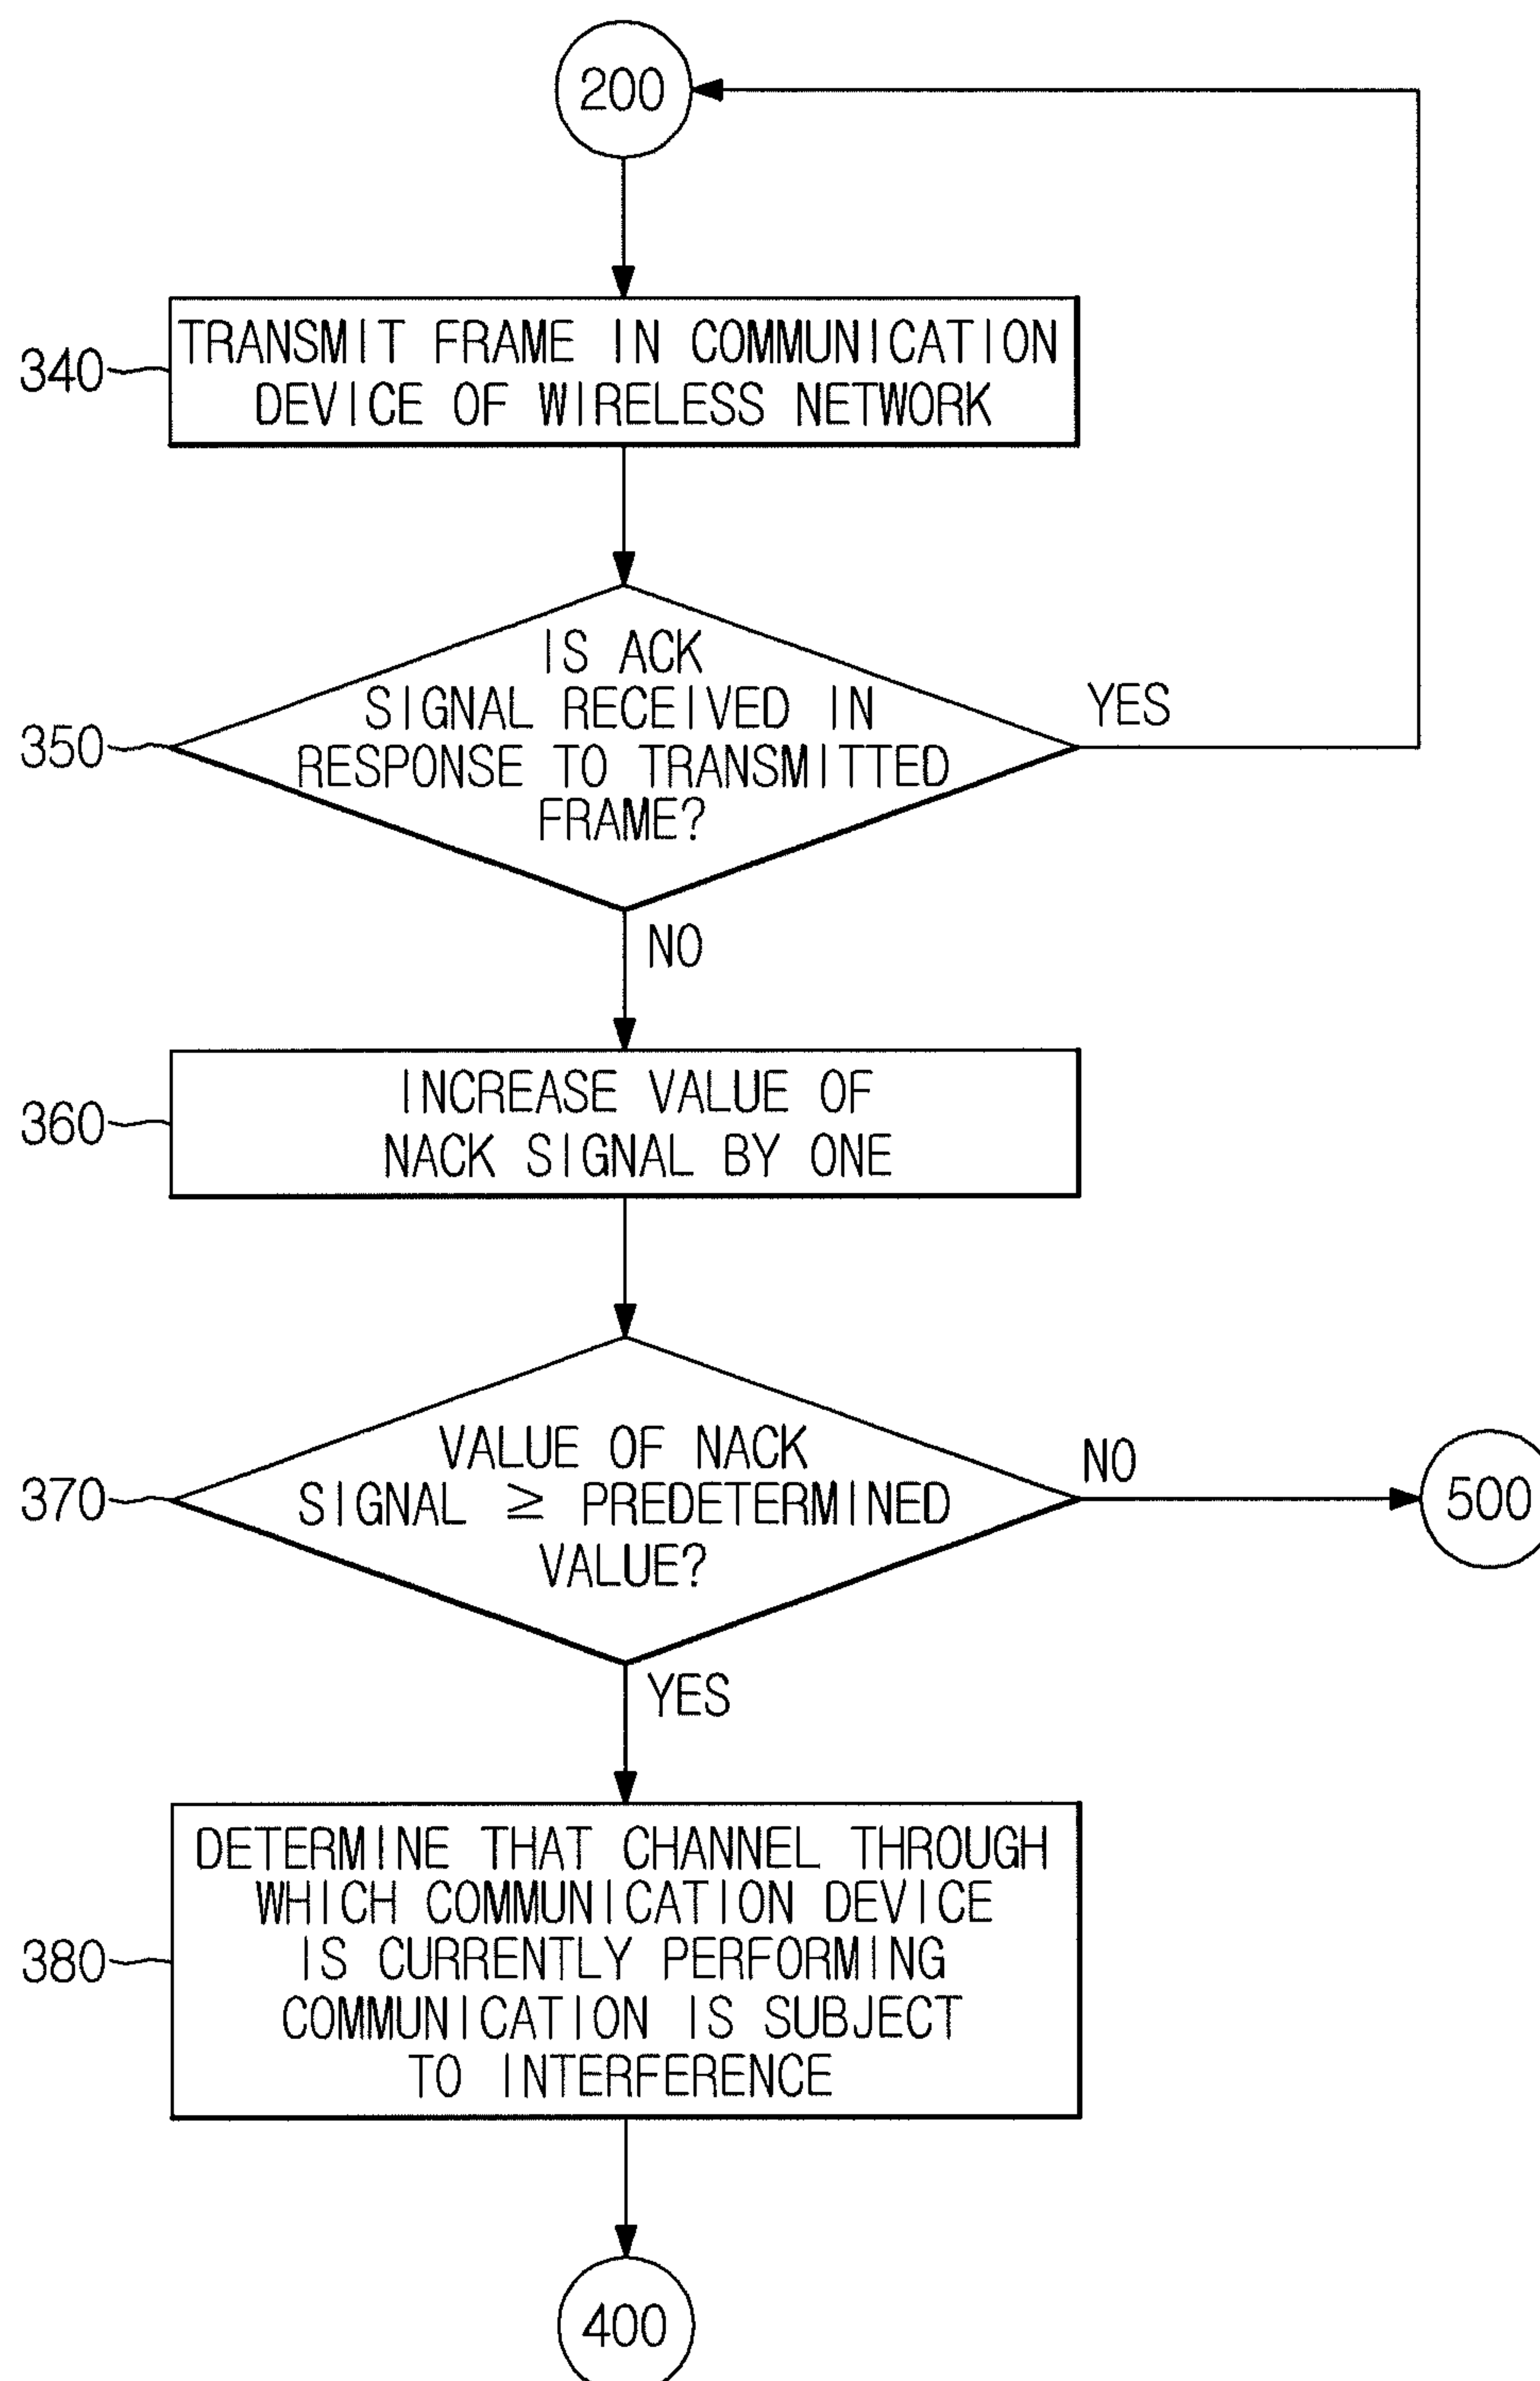 200
340
TRANSMIT FRAME IN COMMUNICATION
DEVICE OF WIRELESS NETWORK
350
IS ACK
SIGNAL RECEIVED IN
RESPONSE TO TRANSMITTED
FRAME?
YES
NO
360
INCREASE VALUE OF
NACK SIGNAL BY ONE
370
VALUE OF NACK
SIGNAL ≥ PREDETERMINED
VALUE?
NO
500
YES
380
DETERMINE THAT CHANNEL THROUGH
WHICH COMMUNICATION DEVICE
IS CURRENTLY PERFORMING
COMMUNICATION IS SUBJECT
TO INTERFERENCE
400